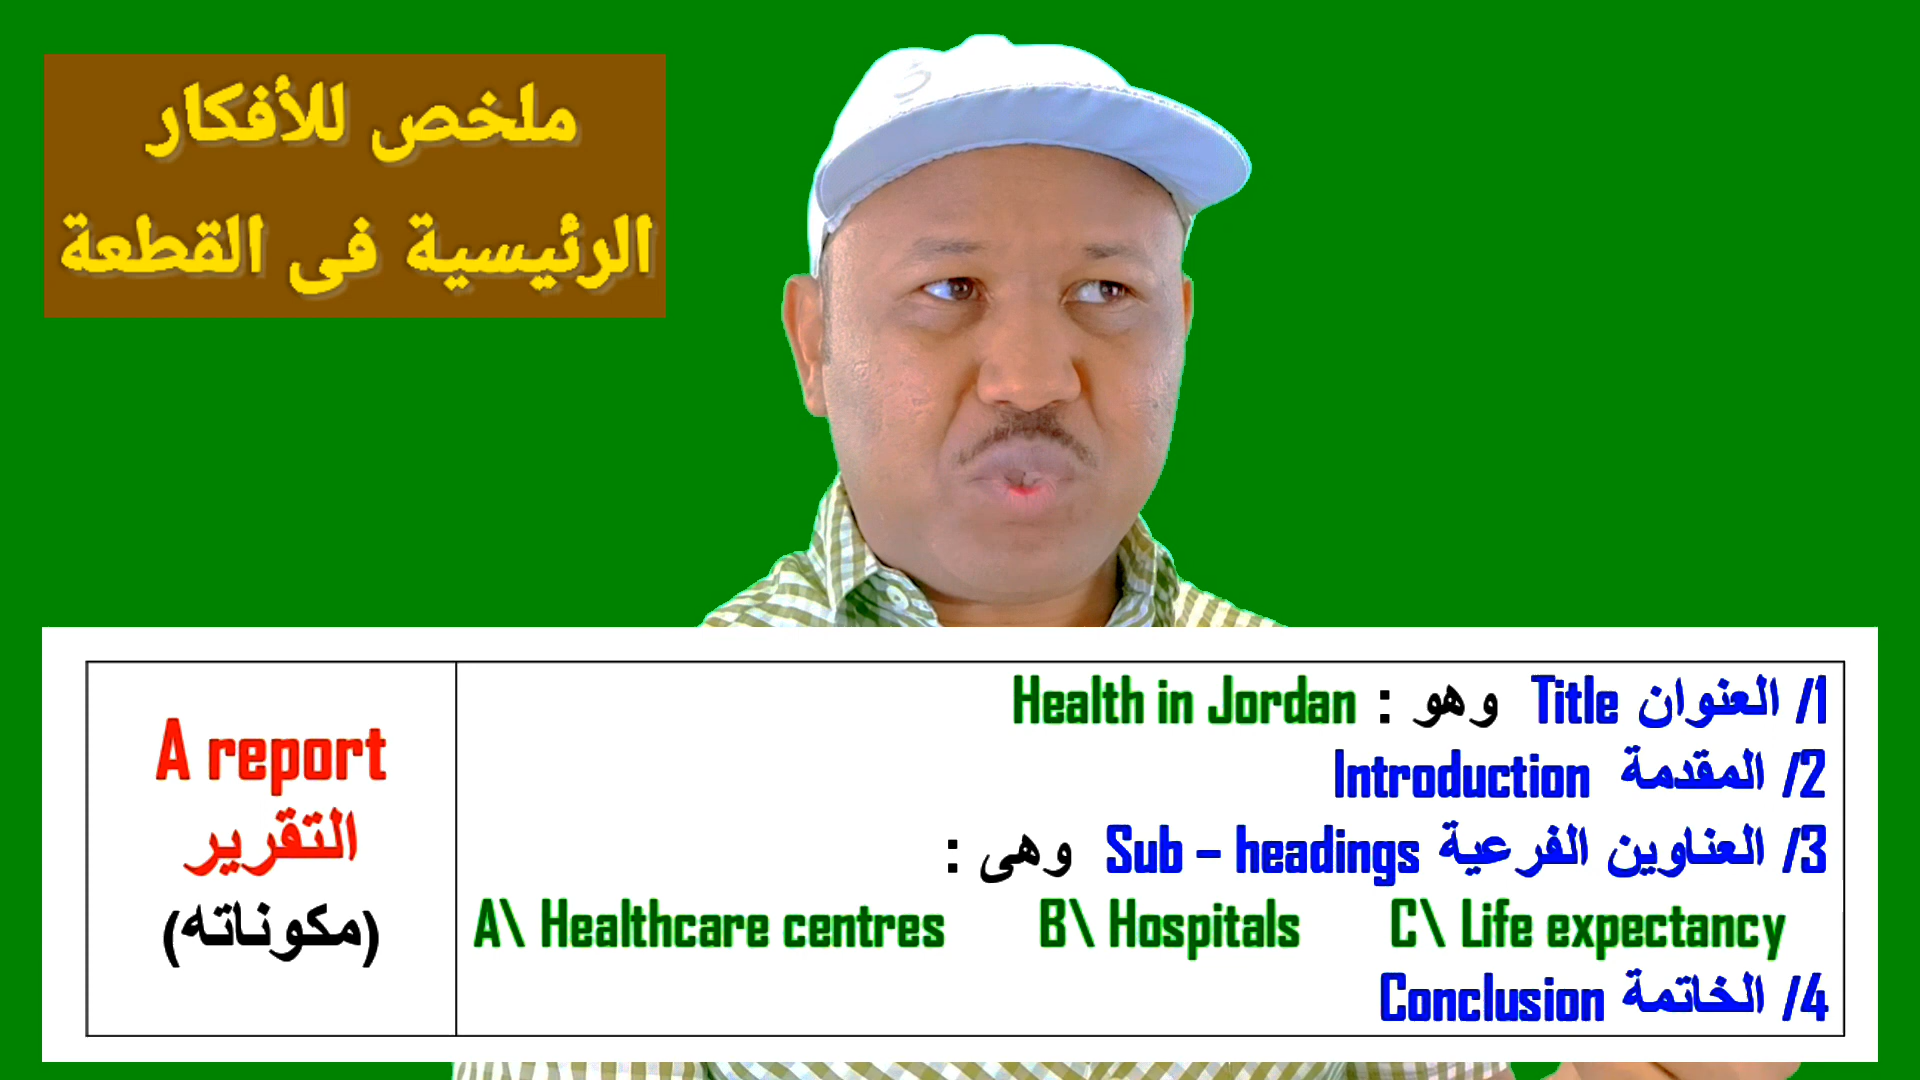 ملخص للأفكار
الرئيسية فى القطعة
A report
التقرير
(مكوناته)
1/ العنوان Title وهو : Health in Jordan
2/ المقدمة Introduction
3/ العناوين الفرعية Sub – headings وهى :
A\ Healthcare centres B\ Hospitals C\ Life expectancy
4/ الخاتمة Conclusion